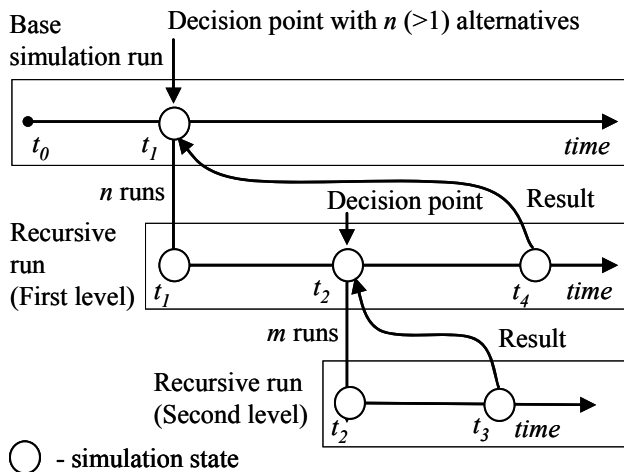 Base
simulation run
Decision point with n (>1) alternatives
t0
t1
time
n runs
Decision point
Result
Recursive
run
(First level)
t1
t2
t4
time
m runs
Result
Recursive run
(Second level)
t2
t3
time
- simulation state